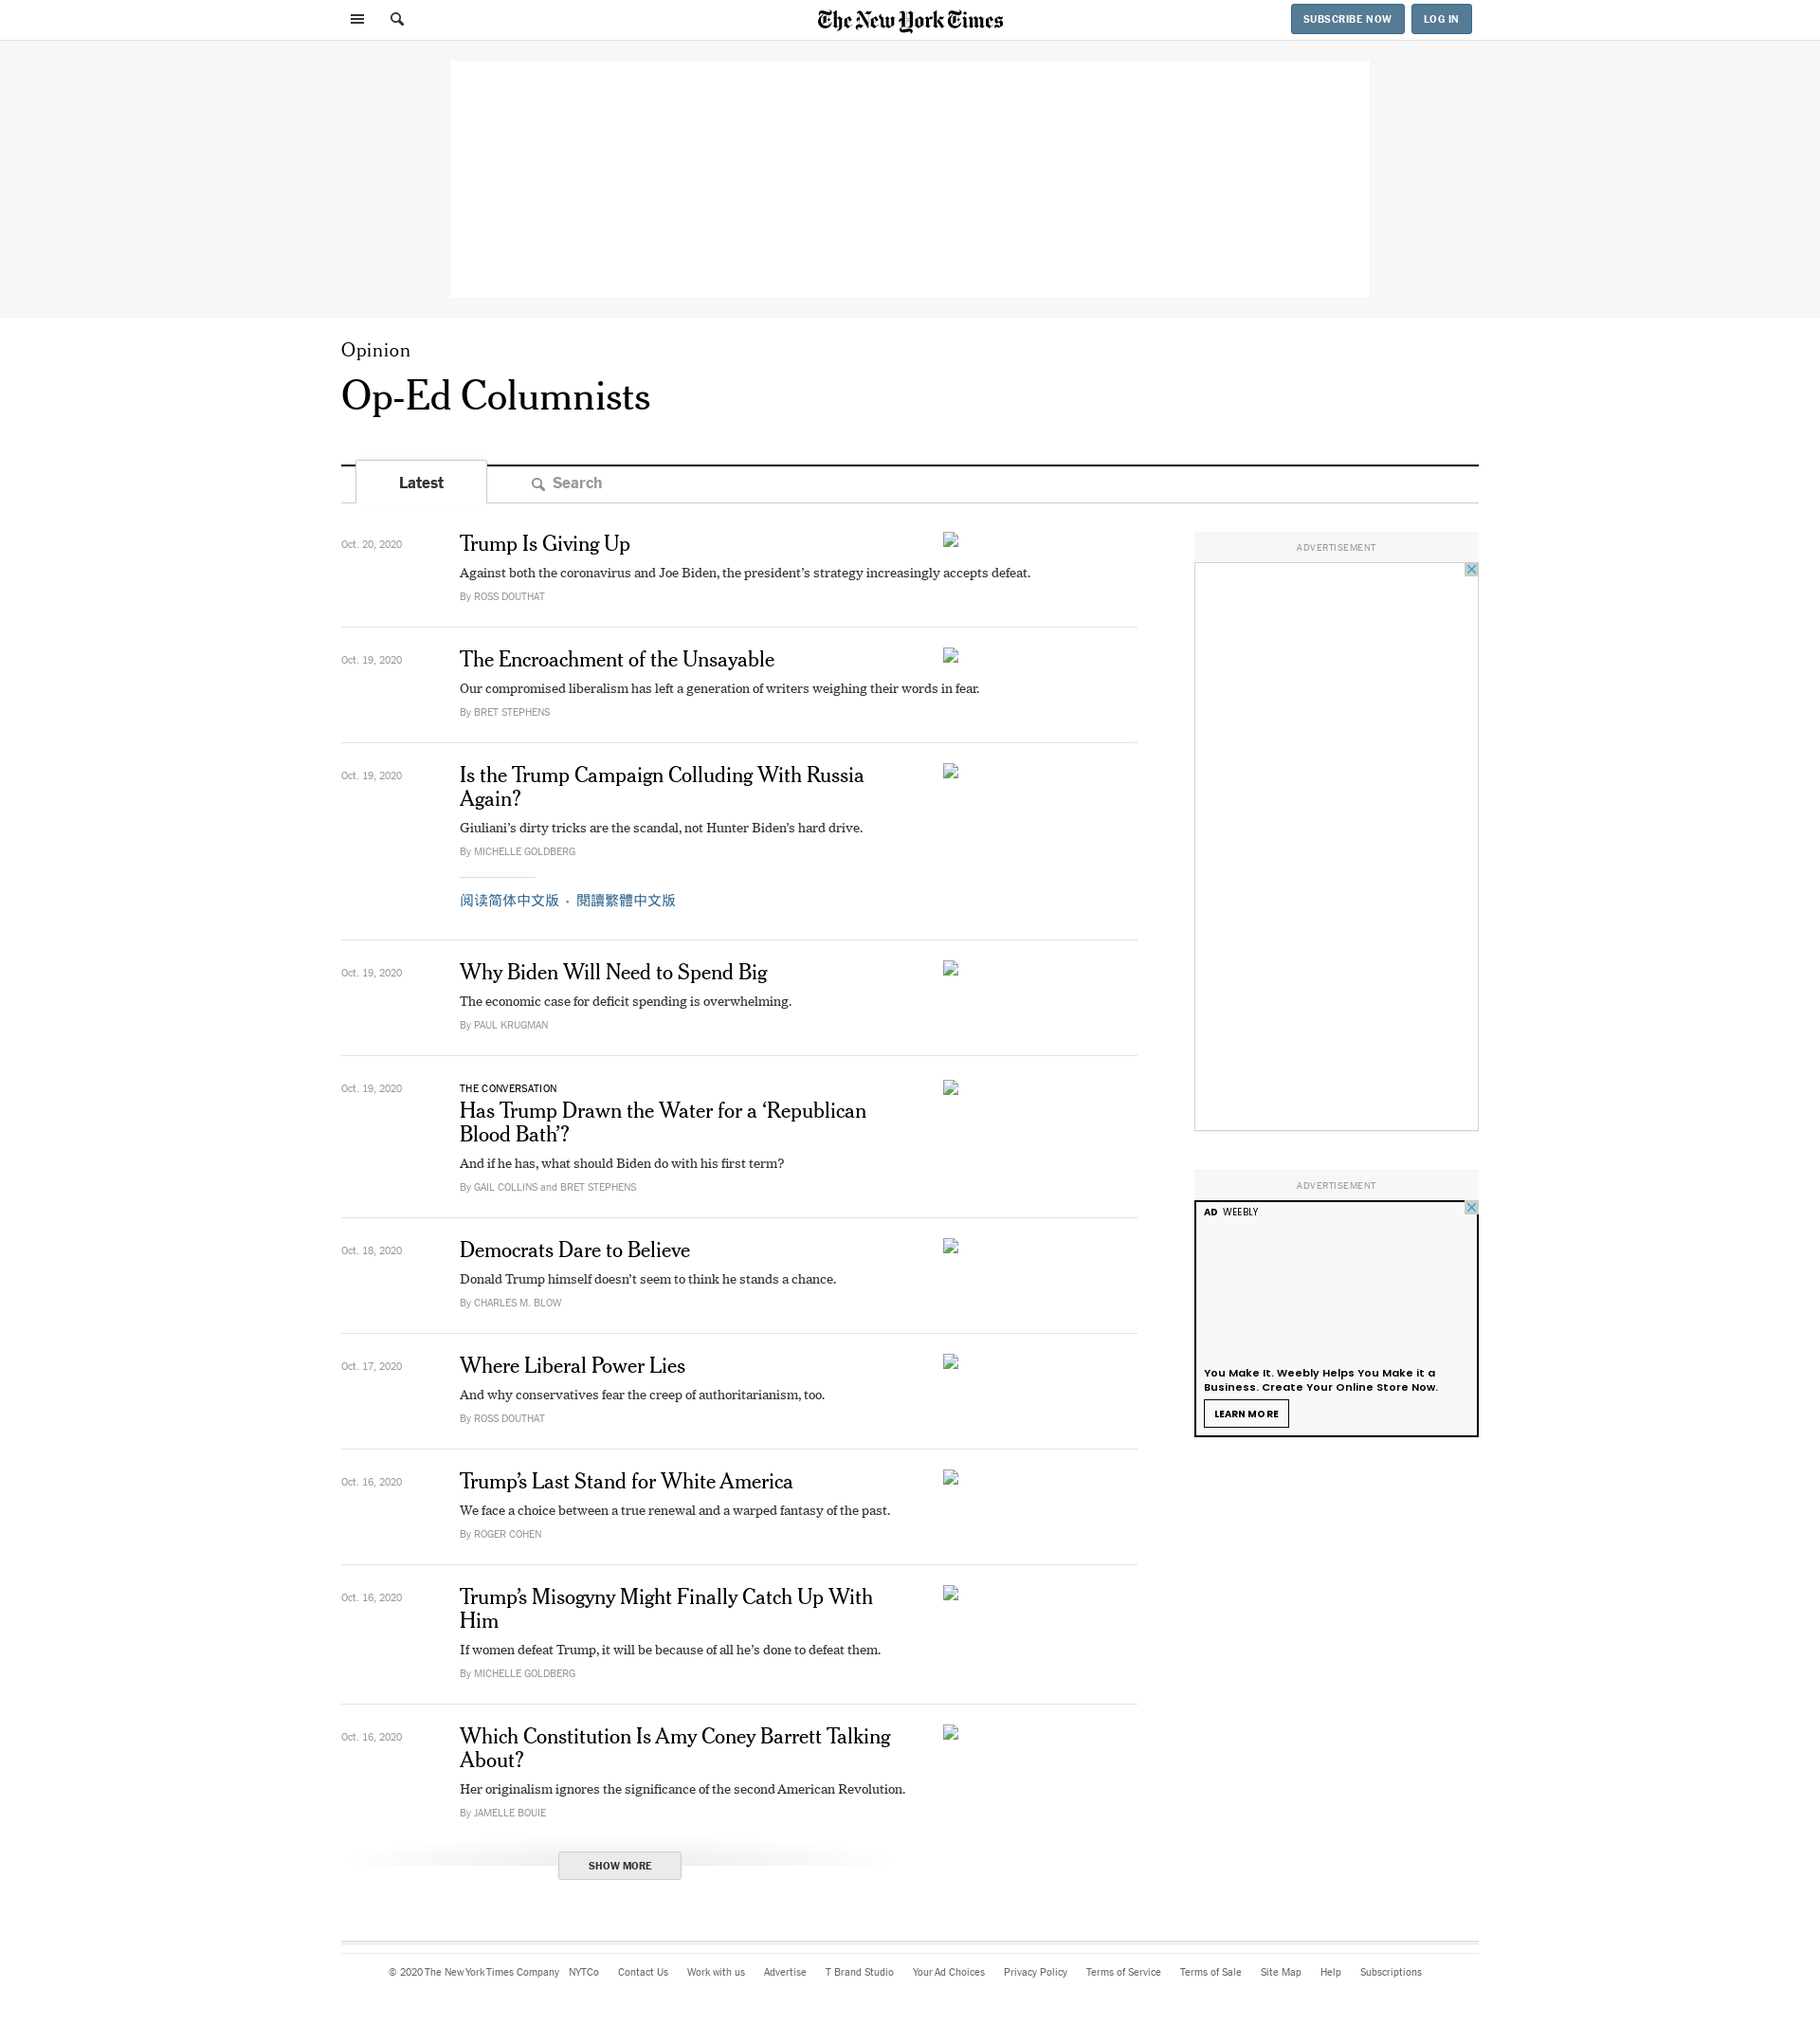 The New York Times
SUBSCRIBE NOW
LOG IN
Opinion
Op-Ed Columnists
Latest
Search
Oct. 20, 2020
Trump Is Giving Up
Against both the coronavirus and Joe Biden, the president’s strategy increasingly accepts defeat.
By ROSS DOUTHAT
Oct. 19, 2020
The Encroachment of the Unsayable
Our compromised liberalism has left a generation of writers weighing their words in fear.
By BRET STEPHENS
Oct. 19, 2020
Is the Trump Campaign Colluding With Russia
Again?
Giuliani’s dirty tricks are the scandal, not Hunter Biden’s hard drive.
By MICHELLE GOLDBERG
阅读简体中文版 • 閱讀繁體中文版
Oct. 19, 2020
Why Biden Will Need to Spend Big
The economic case for deficit spending is overwhelming.
By PAUL KRUGMAN
Oct. 19, 2020
THE CONVERSATION
Has Trump Drawn the Water for a ‘Republican
Blood Bath’?
And if he has, what should Biden do with his first term?
By GAIL COLLINS and BRET STEPHENS
Oct. 18, 2020
Democrats Dare to Believe
Donald Trump himself doesn’t seem to think he stands a chance.
By CHARLES M. BLOW
Oct. 17, 2020
Where Liberal Power Lies
And why conservatives fear the creep of authoritarianism, too.
By ROSS DOUTHAT
Oct. 16, 2020
Trump’s Last Stand for White America
We face a choice between a true renewal and a warped fantasy of the past.
By ROGER COHEN
Oct. 16, 2020
Trump’s Misogyny Might Finally Catch Up With
Him
If women defeat Trump, it will be because of all he’s done to defeat them.
By MICHELLE GOLDBERG
Oct. 16, 2020
Which Constitution Is Amy Coney Barrett Talking
About?
Her originalism ignores the significance of the second American Revolution.
By JAMELLE BOUIE
SHOW MORE
ADVERTISEMENT
ADVERTISEMENT
AD WEEBLY
You Make It. Weebly Helps You Make it a
Business. Create Your Online Store Now.
LEARN MORE
© 2020 The New York Times Company NYTCo Contact Us Work with us Advertise T Brand Studio Your Ad Choices Privacy Policy Terms of Service Terms of Sale Site Map Help Subscriptions